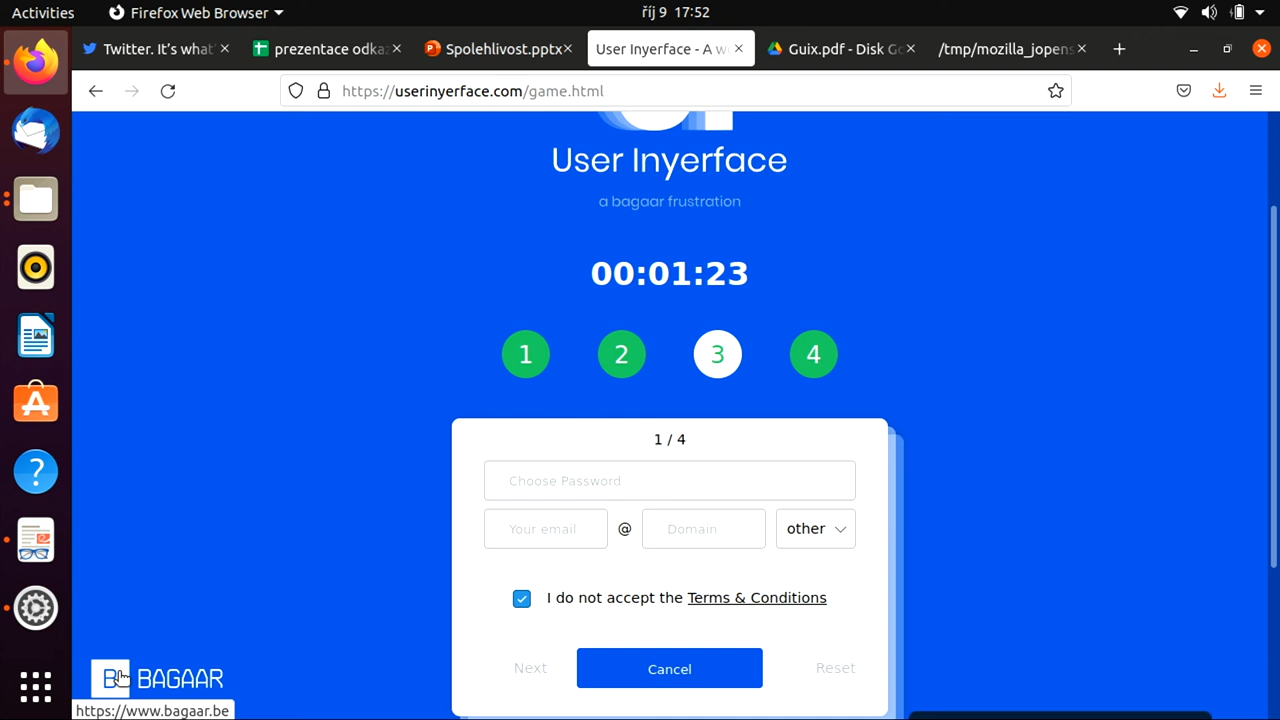 Activities Firefox Web Browser říj 9 17:52
Twitter. It's what prezentace odkaz Spolehlivost.pptx User Inyerface - A w Guix.pdf - Disk Go /tmp/mozilla_jopens
https://userinyerface.com/game.html
User Inyerface
a bagaar frustration
00:01:23
1 2 3 4
1 / 4
Choose Password
Your email @ Domain other
I do not accept the Terms & Conditions
Next Cancel Reset
B BAGAAR
https://www.bagaar.be